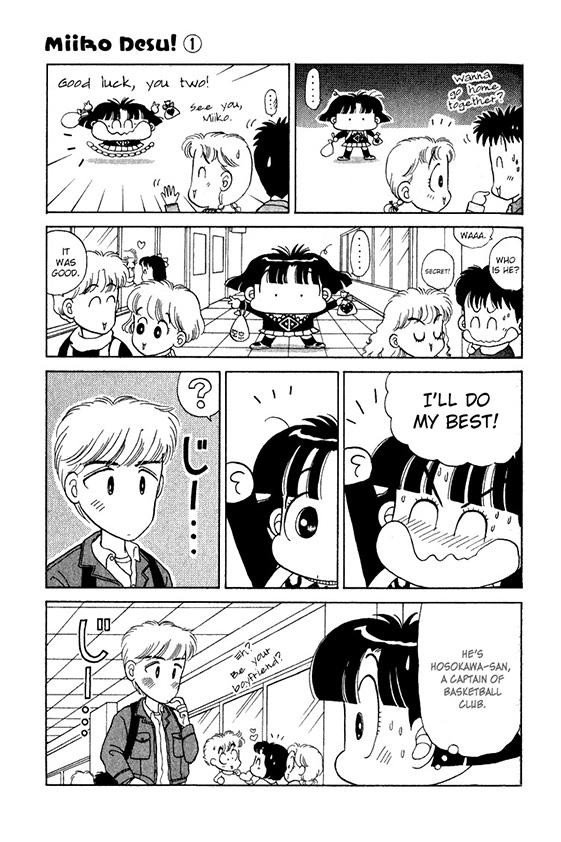 Miiko Desu! ①
Wanna
go home
together?
....
Good luck, you two!
See you,
Miiko.
....
WAAA.
WHO
IS HE?
SECRET!
....
IT
WAS
GOOD.
I'LL DO
MY BEST!
?
じー…
HE'S
HOSOKAWA-SAN,
A CAPTAIN OF
BASKETBALL
CLUB.
Eh?
Be your
boyfriend?
じー…